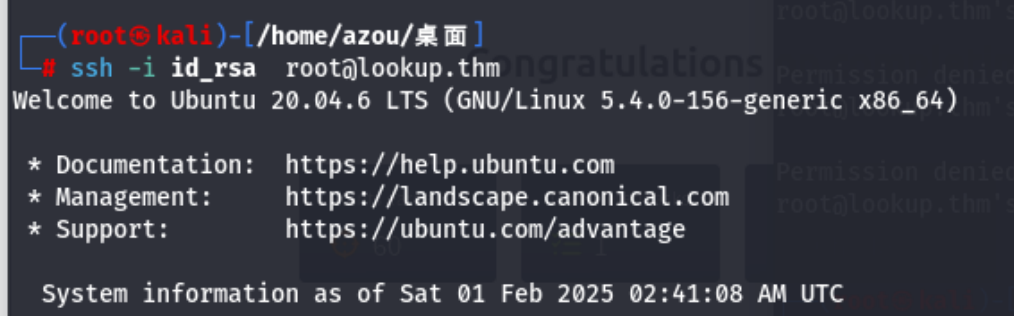 ┌──(root㉿kali)-[/home/azou/桌面]
└─# ssh -i id_rsa  root@lookup.thm
Welcome to Ubuntu 20.04.6 LTS (GNU/Linux 5.4.0-156-generic x86_64)
 * Documentation:  https://help.ubuntu.com
 * Management:     https://landscape.canonical.com
 * Support:        https://ubuntu.com/advantage
  System information as of Sat 01 Feb 2025 02:41:08 AM UTC
root@lookup.thm's
Congratulations
Permission denied
Permission denied
root@lookup.thm's
60
1